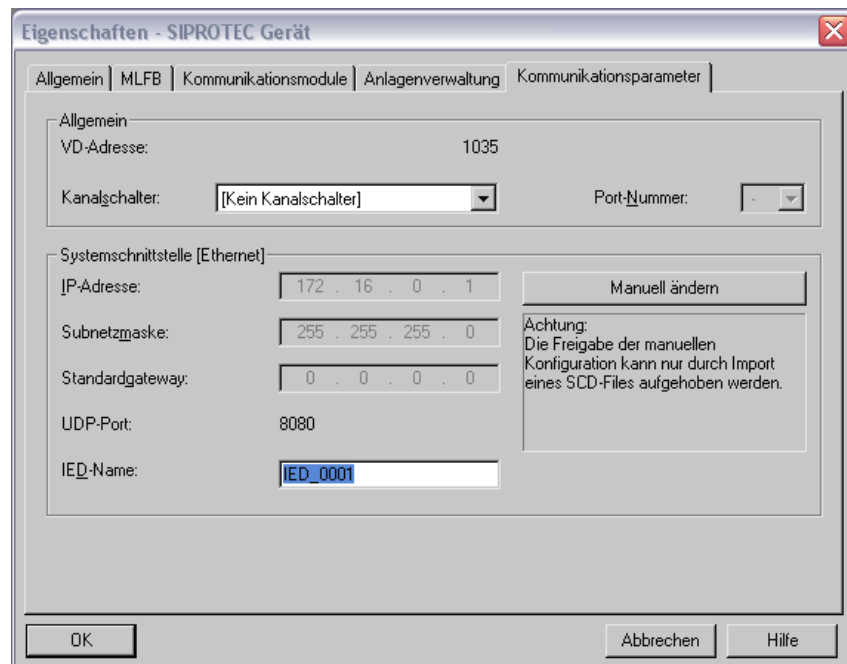 Eigenschaften - SIPROTEC Gerät
Allgemein MLFB Kommunikationsmodule Anlagenverwaltung Kommunikationsparameter
Allgemein
VD-Adresse: 1035
Kanalschalter: [Kein Kanalschalter] Port-Nummer: -
Systemschnittstelle [Ethernet]
IP-Adresse: 172 . 16 . 0 . 1 Manuell ändern
Subnetzmaske: 255 . 255 . 255 . 0
Standardgateway: 0 . 0 . 0 . 0
UDP-Port: 8080
IED-Name: IED_0001
Achtung:
Die Freigabe der manuellen
Konfiguration kann nur durch Import
eines SCD-Files aufgehoben werden.
OK Abbrechen Hilfe